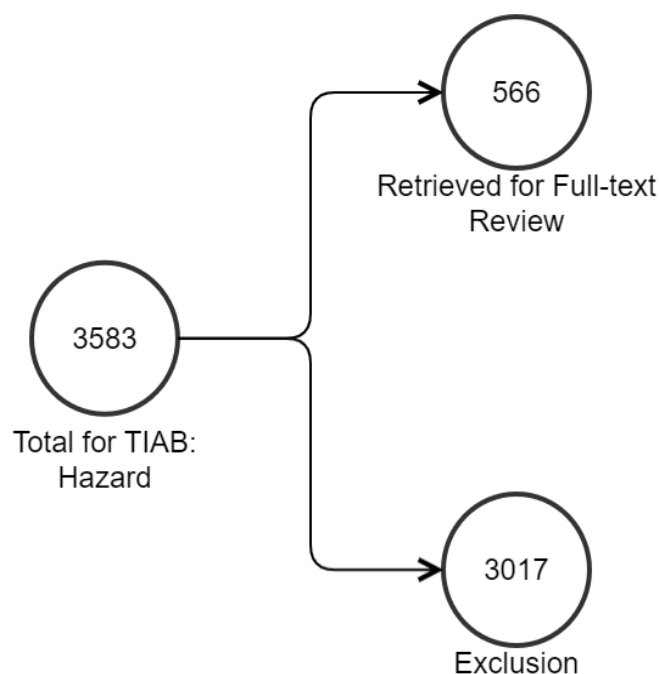 566
Retrieved for Full-text
Review
3583
Total for TIAB:
Hazard
3017
Exclusion